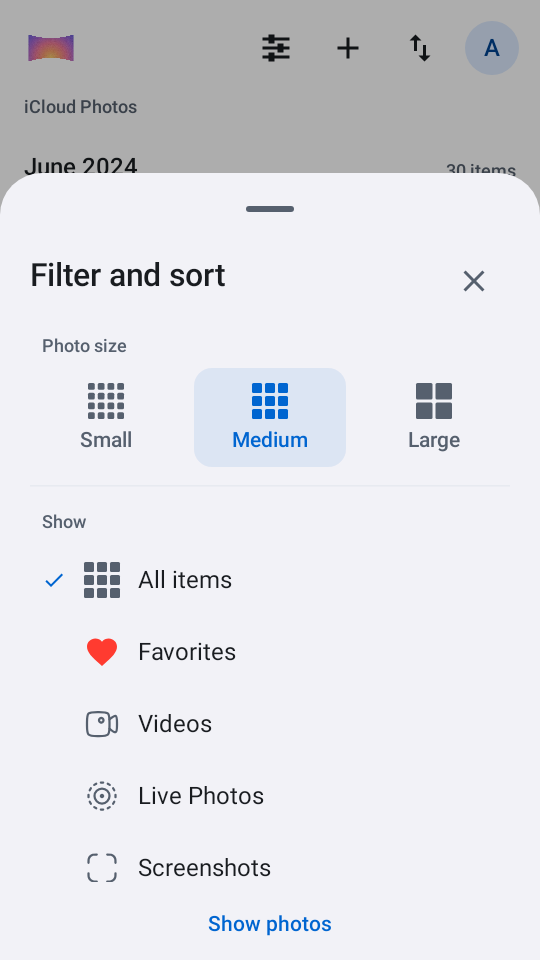 A
iCloud Photos
June 2024
30 items
Filter and sort
Photo size
Small
Medium
Large
Show
All items
Favorites
Videos
Live Photos
Screenshots
Show photos